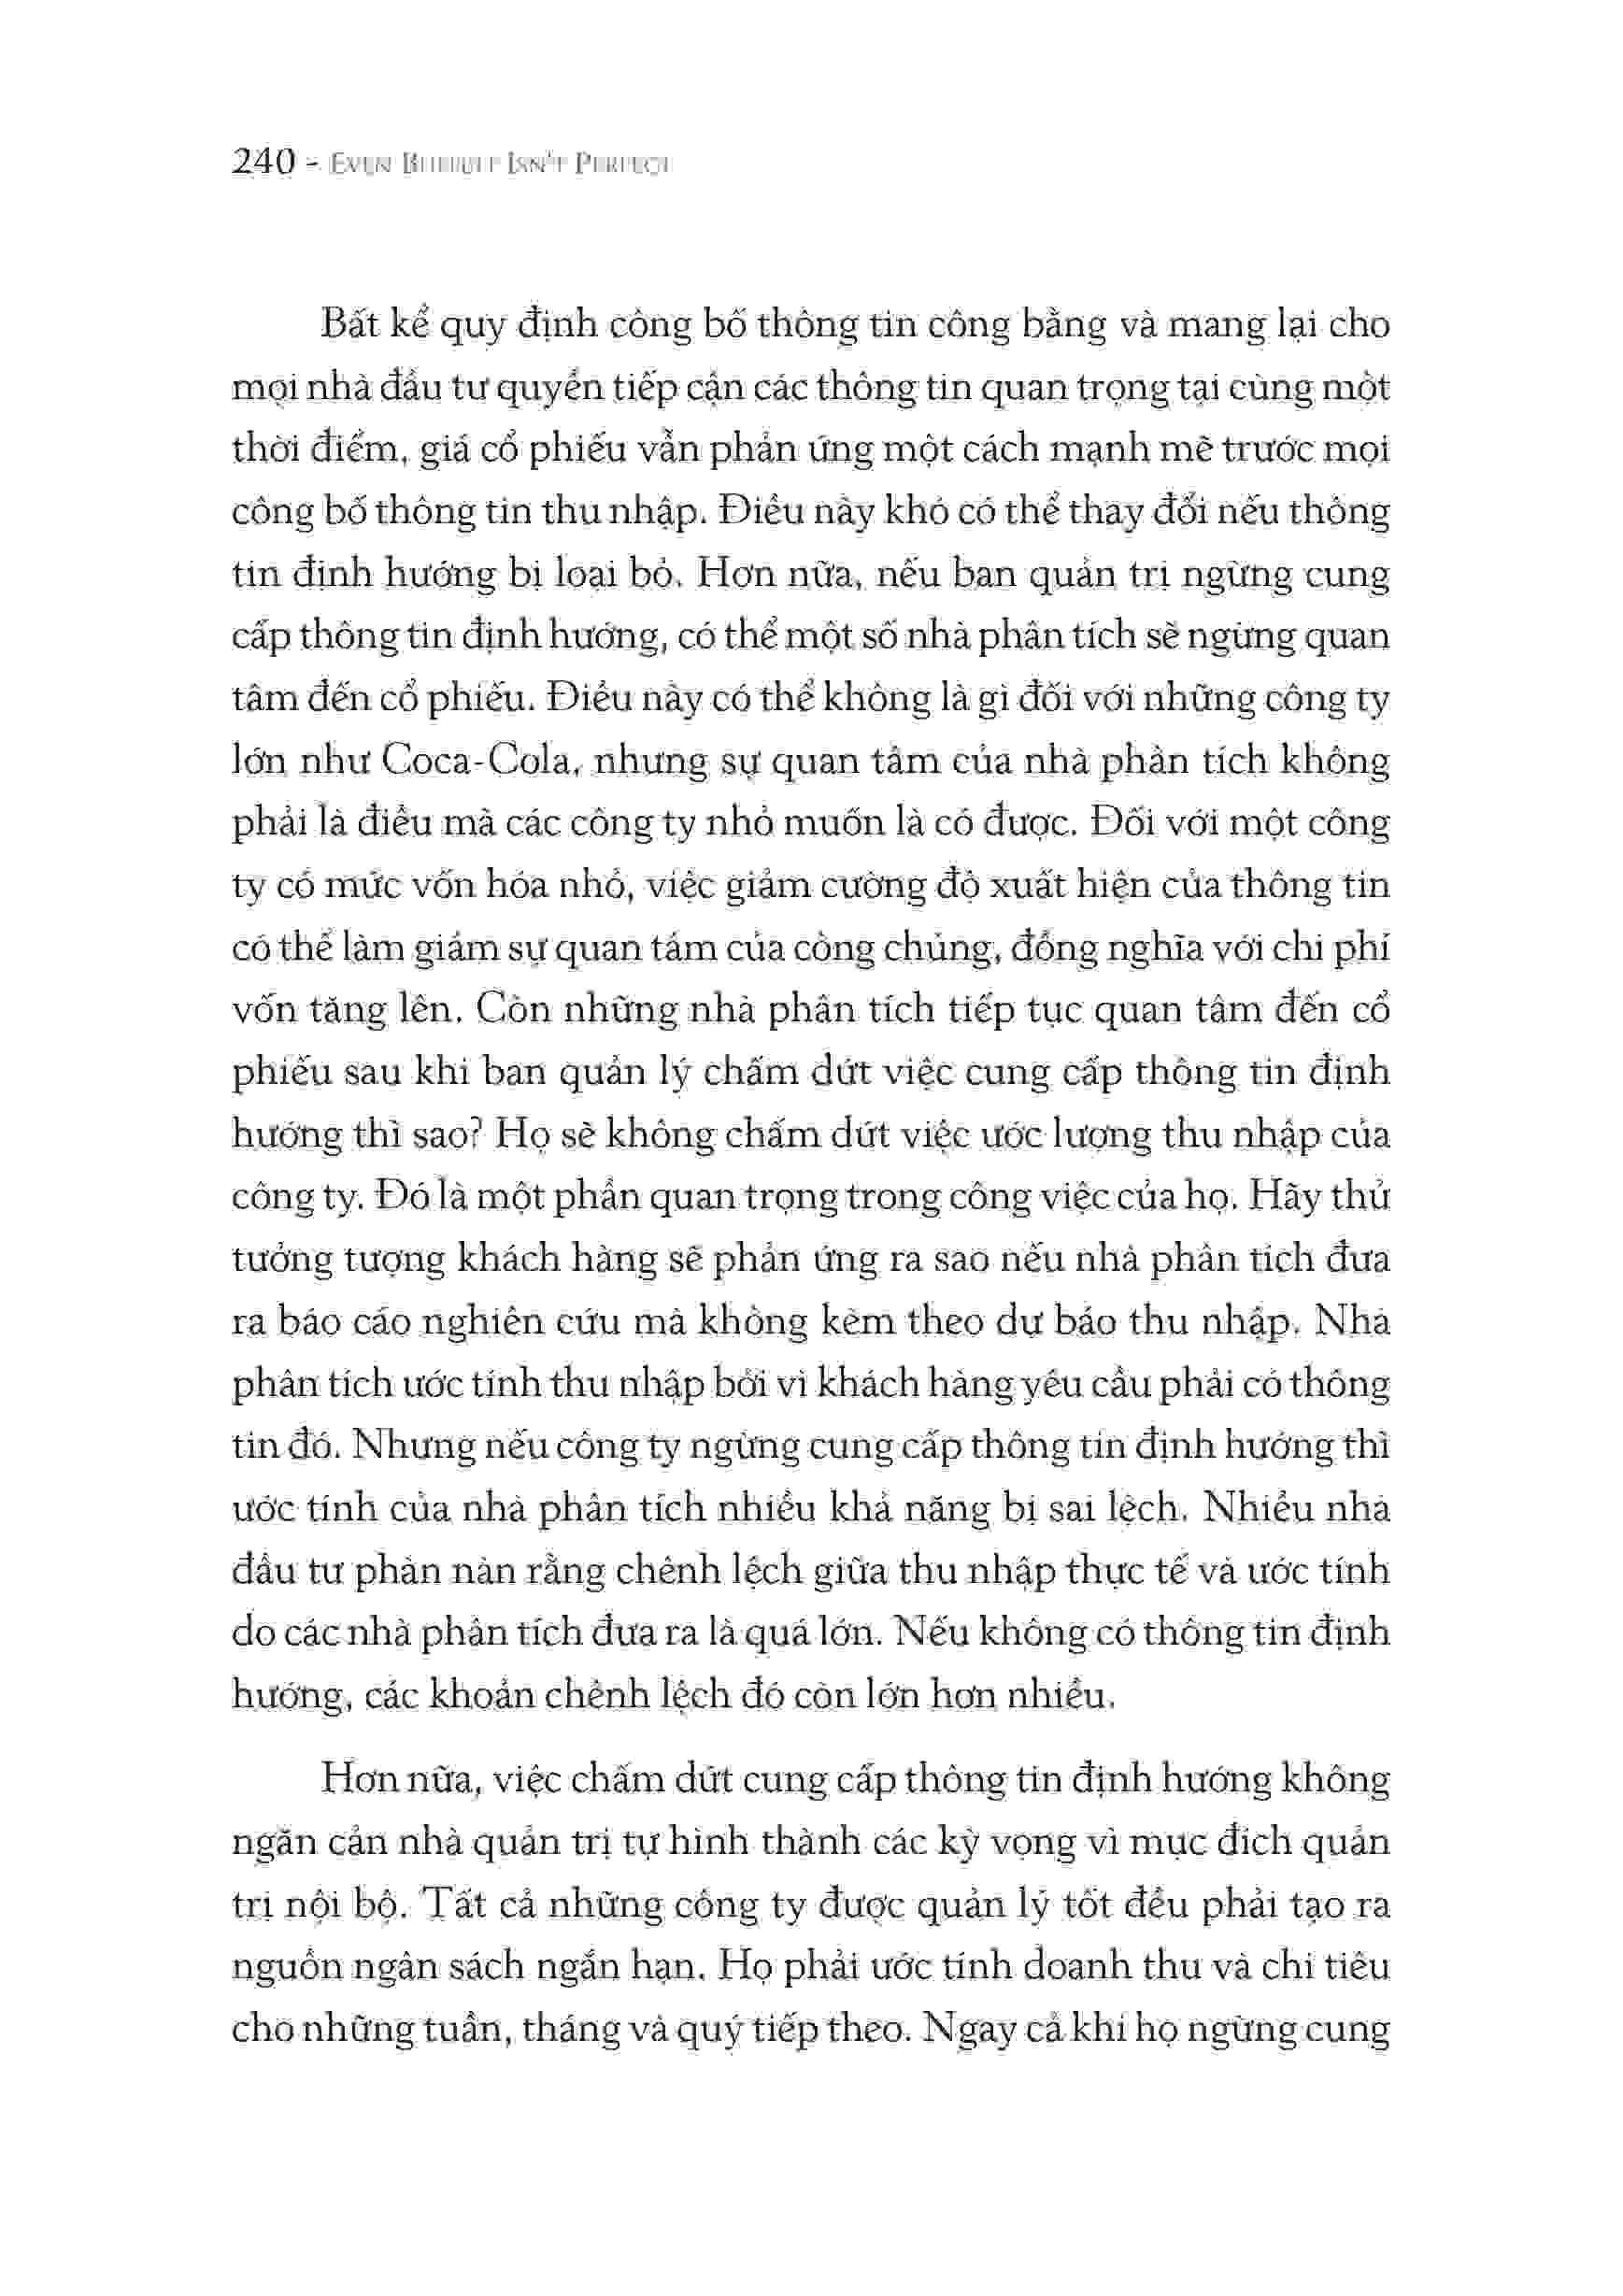 240 - EVEN BUFFETT ISN'T PERFECT
Bất kể quy định công bố thông tin công bằng và mang lại cho
mọi nhà đầu tư quyền tiếp cận các thông tin quan trọng tại cùng một
thời điểm, giá cổ phiếu vẫn phản ứng một cách mạnh mẽ trước mọi
công bố thông tin thu nhập. Điều này khó có thể thay đổi nếu thông
tin định hướng bị loại bỏ. Hơn nữa, nếu ban quản trị ngừng cung
cấp thông tin định hướng, có thể một số nhà phân tích sẽ ngừng quan
tâm đến cổ phiếu. Điều này có thể không là gì đối với những công ty
lớn như Coca-Cola, nhưng sự quan tâm của nhà phân tích không
phải là điều mà các công ty nhỏ muốn là có được. Đối với một công
ty có mức vốn hóa nhỏ, việc giảm cường độ xuất hiện của thông tin
có thể làm giảm sự quan tâm của công chúng, đồng nghĩa với chi phí
vốn tăng lên. Còn những nhà phân tích tiếp tục quan tâm đến cổ
phiếu sau khi ban quản lý chấm dứt việc cung cấp thông tin định
hướng thì sao? Họ sẽ không chấm dứt việc ước lượng thu nhập của
công ty. Đó là một phần quan trọng trong công việc của họ. Hãy thử
tưởng tượng khách hàng sẽ phản ứng ra sao nếu nhà phân tích đưa
ra báo cáo nghiên cứu mà không kèm theo dự báo thu nhập. Nhà
phân tích ước tính thu nhập bởi vì khách hàng yêu cầu phải có thông
tin đó. Nhưng nếu công ty ngừng cung cấp thông tin định hướng thì
ước tính của nhà phân tích nhiều khả năng bị sai lệch. Nhiều nhà
đầu tư phàn nàn rằng chênh lệch giữa thu nhập thực tế và ước tính
do các nhà phân tích đưa ra là quá lớn. Nếu không có thông tin định
hướng, các khoản chênh lệch đó còn lớn hơn nhiều.
Hơn nữa, việc chấm dứt cung cấp thông tin định hướng không
ngăn cản nhà quản trị tự hình thành các kỳ vọng vì mục đích quản
trị nội bộ. Tất cả những công ty được quản lý tốt đều phải tạo ra
nguồn ngân sách ngắn hạn. Họ phải ước tính doanh thu và chi tiêu
cho những tuần, tháng và quý tiếp theo. Ngay cả khi họ ngừng cung